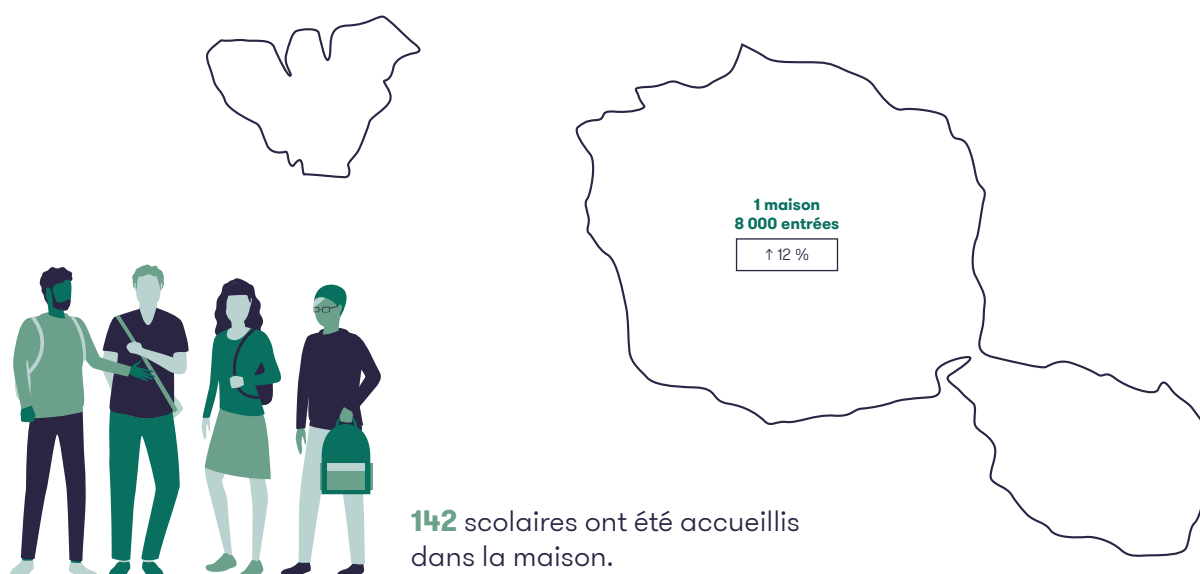 1 maison
8 000 entrées
↑ 12 %
142 scolaires ont été accueillis
dans la maison.